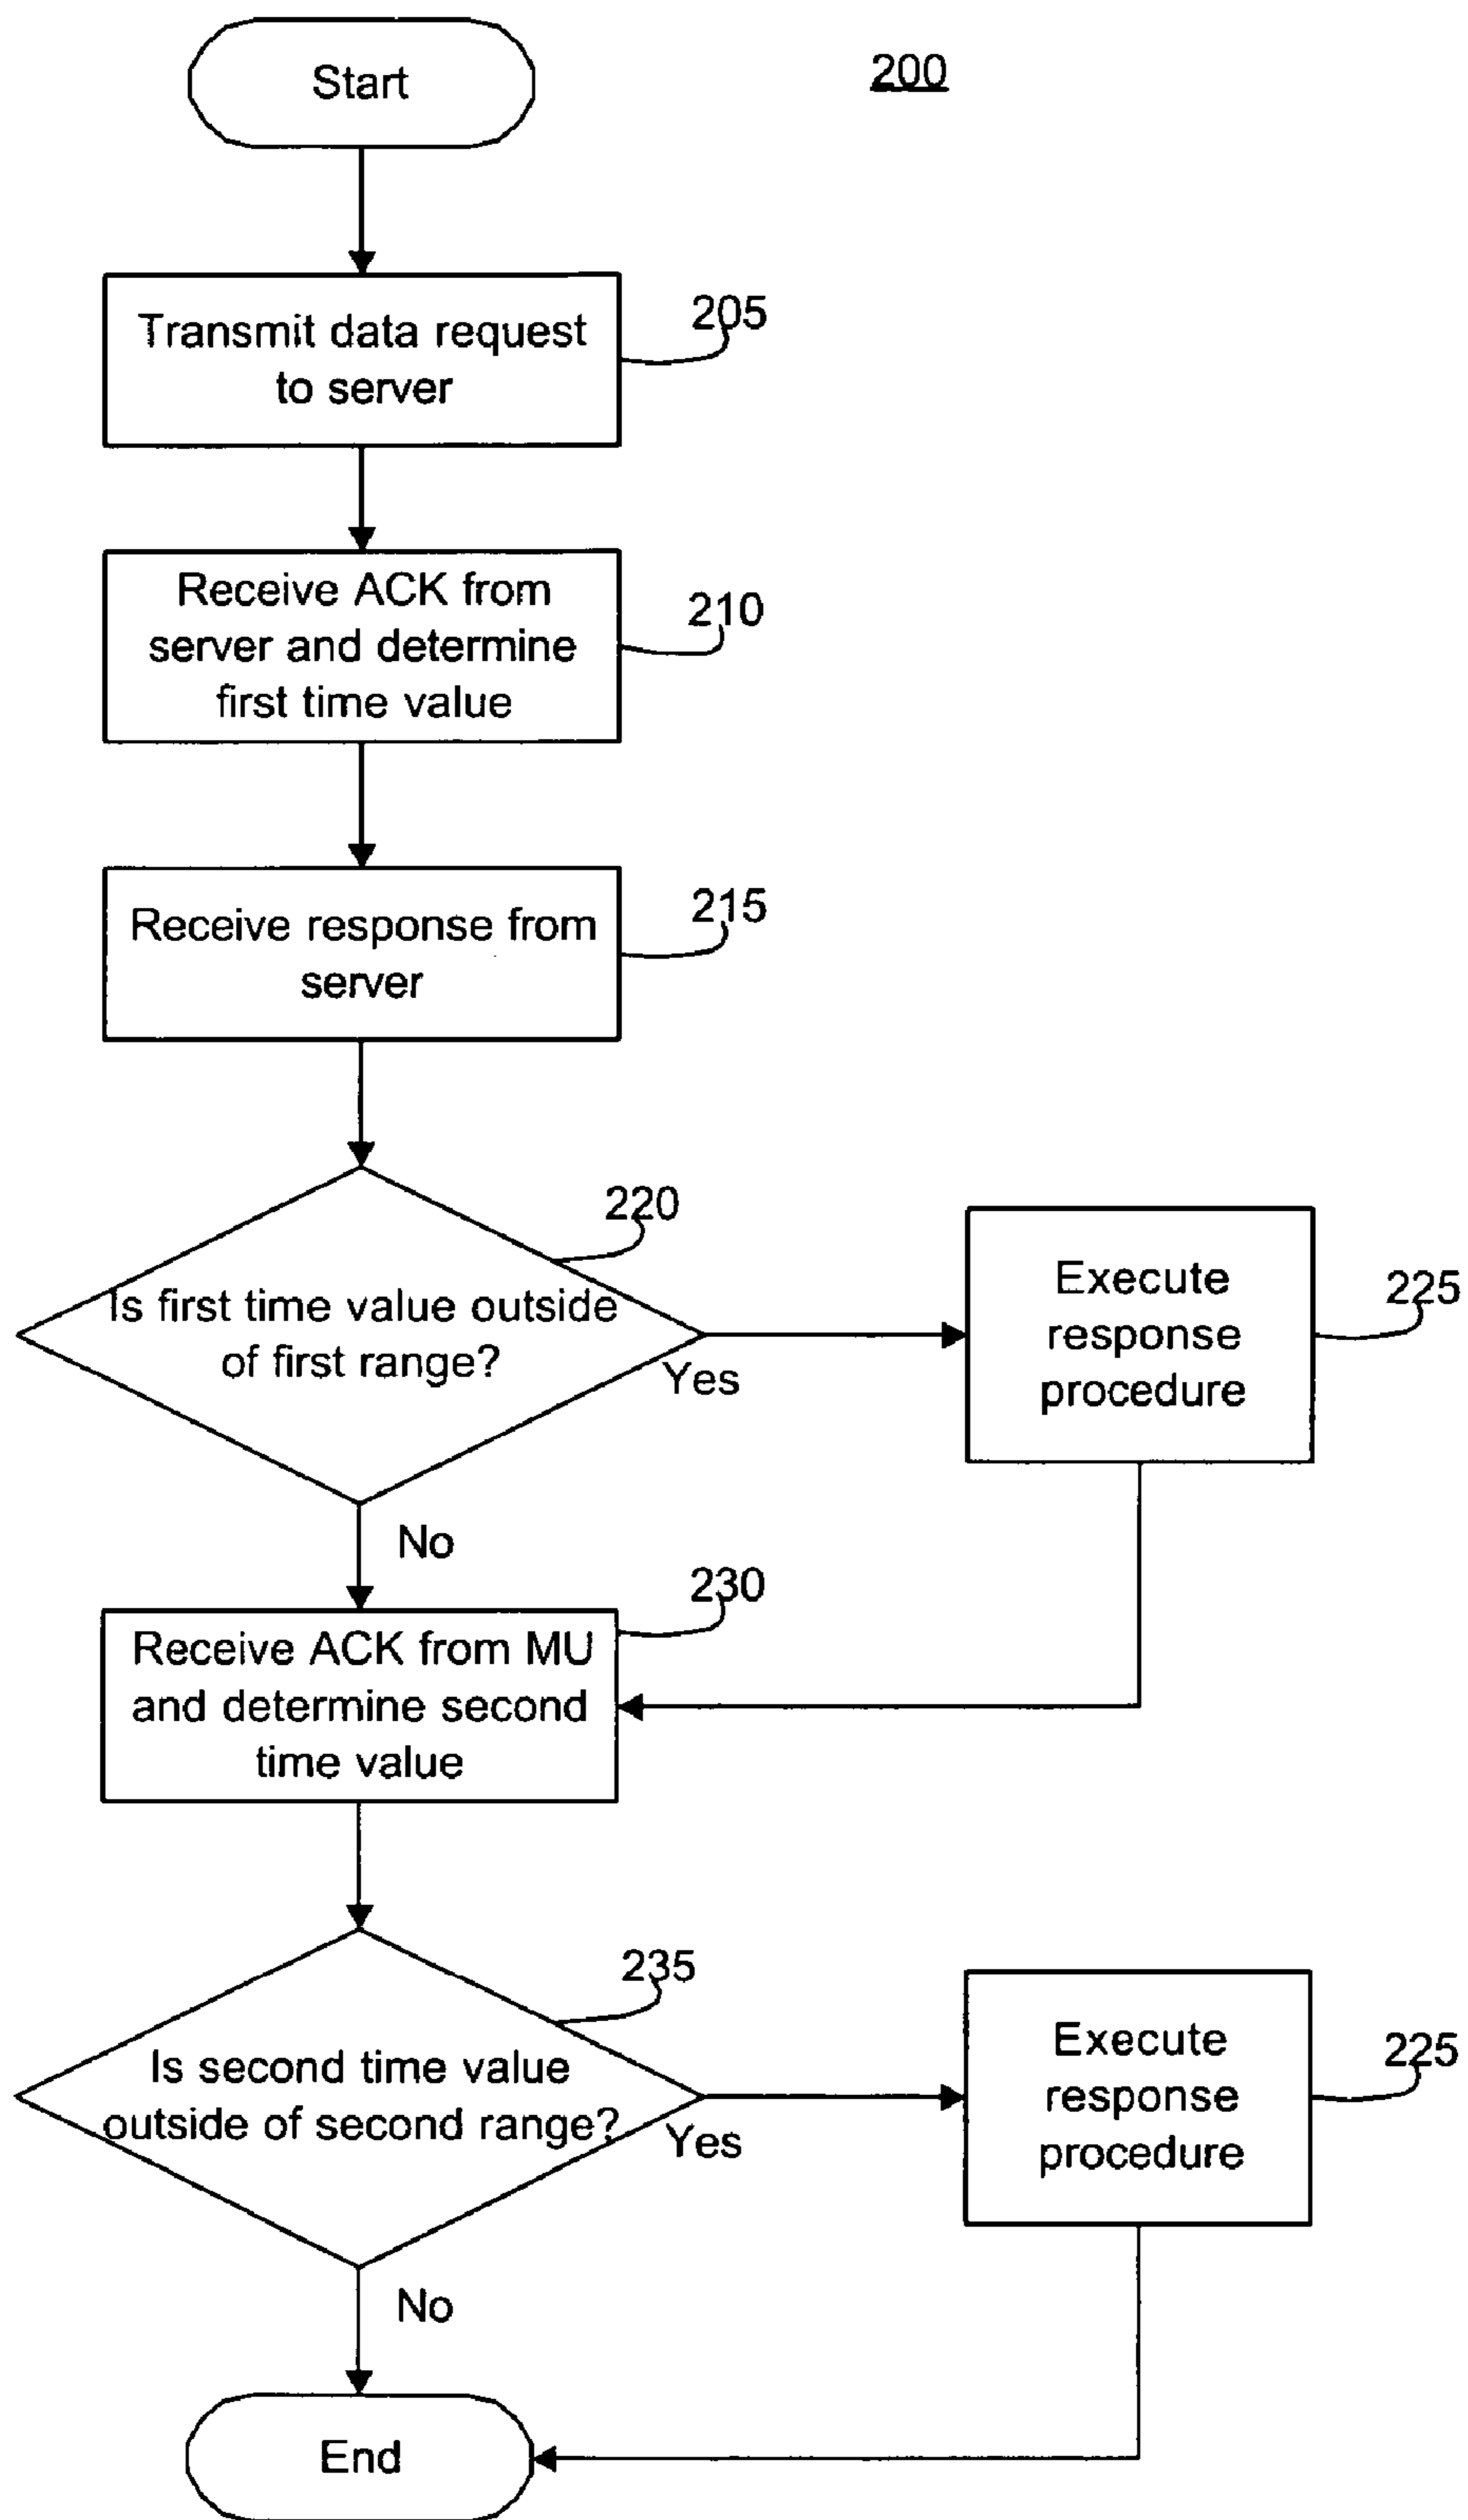 Start
200
Transmit data request
to server
205
Receive ACK from
server and determine
first time value
210
Receive response from
server
215
220
Is first time value outside
of first range?
Yes
Execute
response
procedure
225
No
230
Receive ACK from MU
and determine second
time value
235
Is second time value
outside of second range?
Yes
Execute
response
procedure
225
No
End